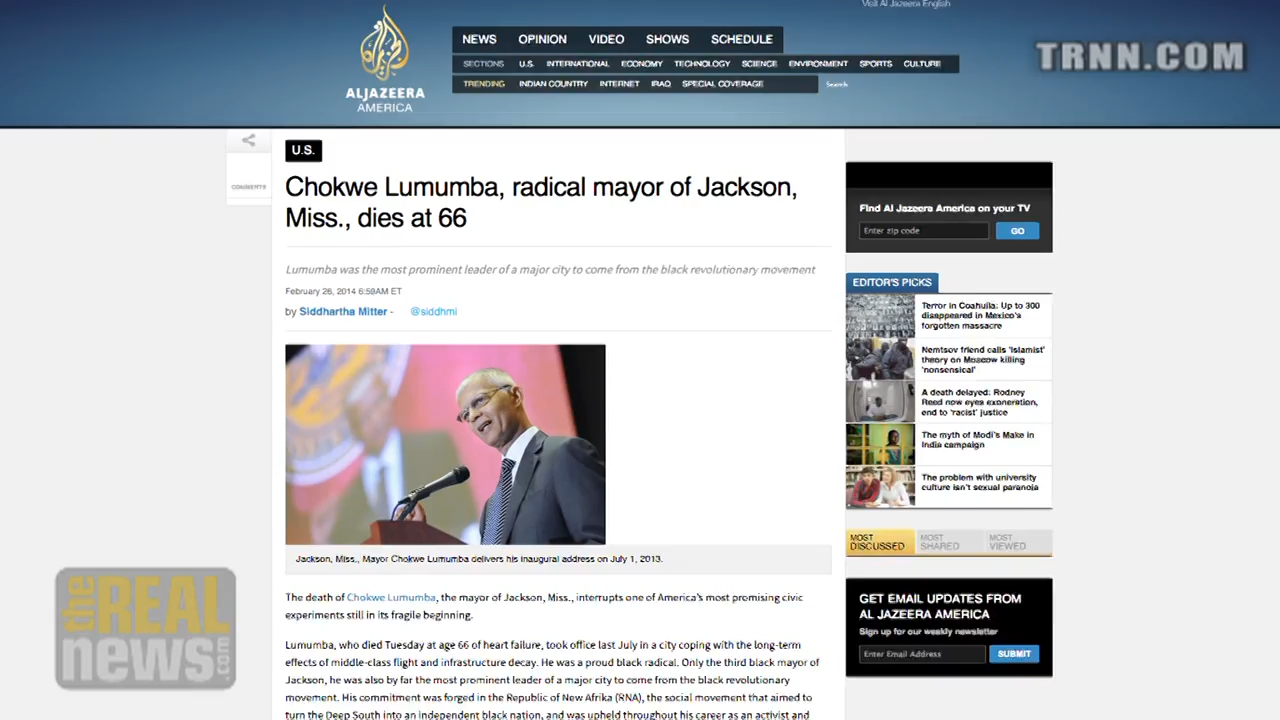 Visit Al Jazeera English
NEWS OPINION VIDEO SHOWS SCHEDULE
TRNN.COM
SECTIONS U.S. INTERNATIONAL ECONOMY TECHNOLOGY SCIENCE ENVIRONMENT SPORTS CULTURE
TRENDING INDIAN COUNTRY INTERNET IRAQ SPECIAL COVERAGE Search
ALJAZEERA
AMERICA
U.S.
COMMENTS
Chokwe Lumumba, radical mayor of Jackson,
Miss., dies at 66
Lumumba was the most prominent leader of a major city to come from the black revolutionary movement
February 26, 2014 6:59AM ET
by Siddhartha Mitter - @siddhmi
Jackson, Miss., Mayor Chokwe Lumumba delivers his inaugural address on July 1, 2013.
The death of Chokwe Lumumba, the mayor of Jackson, Miss., interrupts one of America's most promising civic
experiments still in its fragile beginning.
Lumumba, who died Tuesday at age 66 of heart failure, took office last July in a city coping with the long-term
effects of middle-class flight and infrastructure decay. He was a proud black radical. Only the third black mayor of
Jackson, he was also by far the most prominent leader of a major city to come from the black revolutionary
movement. His commitment was forged in the Republic of New Afrika (RNA), the social movement that aimed to
turn the Deep South into an independent black nation, and was upheld throughout his career as an activist and
Find Al Jazeera America on your TV
Enter zip code GO
EDITOR'S PICKS
Terror in Coahuila: Up to 300
disappeared in Mexico's
forgotten massacre
Nemtsov friend calls 'Islamist'
theory on Moscow killing
'nonsensical'
A death delayed: Rodney
Reed now eyes exoneration,
end to 'racist' justice
The myth of Modi's Make in
India campaign
The problem with university
culture isn't sexual paranoia
MOST DISCUSSED
MOST SHARED
MOST VIEWED
GET EMAIL UPDATES FROM
AL JAZEERA AMERICA
Sign up for our weekly newsletter
Enter Email Address SUBMIT
the REAL
news.com